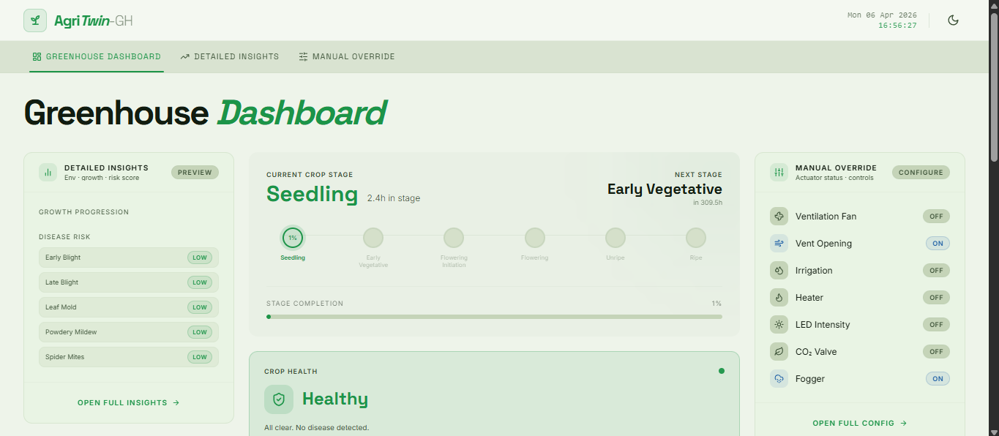 AgriTwin-GH
Mon 06 Apr 2026
16:56:27
GREENHOUSE DASHBOARD
DETAILED INSIGHTS
MANUAL OVERRIDE
Greenhouse Dashboard
DETAILED INSIGHTS
Env · growth · risk score
PREVIEW
GROWTH PROGRESSION
DISEASE RISK
Early Blight LOW
Late Blight LOW
Leaf Mold LOW
Powdery Mildew LOW
Spider Mites LOW
OPEN FULL INSIGHTS →
CURRENT CROP STAGE
Seedling 2.4h in stage
NEXT STAGE
Early Vegetative
in 309.5h
1%
Seedling
Early
Vegetative
Flowering
Initiation
Flowering
Unripe
Ripe
STAGE COMPLETION 1%
CROP HEALTH
Healthy
All clear. No disease detected.
MANUAL OVERRIDE
Actuator status · controls
CONFIGURE
Ventilation Fan OFF
Vent Opening ON
Irrigation OFF
Heater OFF
LED Intensity OFF
CO₂ Valve OFF
Fogger ON
OPEN FULL CONFIG →